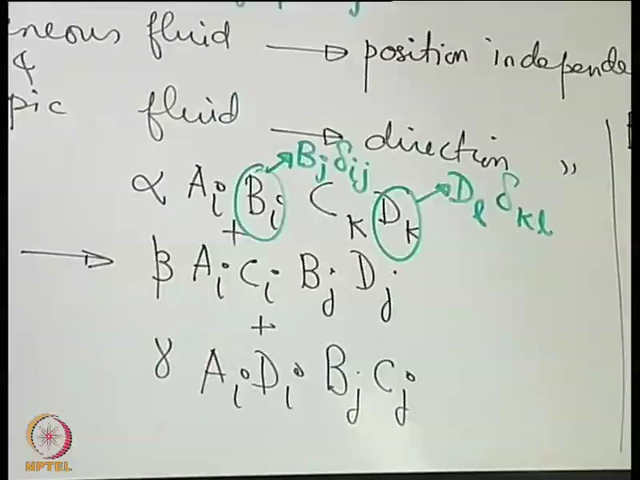 neous fluid → position independe
&
pic fluid → direction "
B_j δ_ij
α A_i B_i C_k D_k D_l δ_kl
+
→ β A_i C_i B_j D_j
+
γ A_i D_i B_j C_j
NPTEL